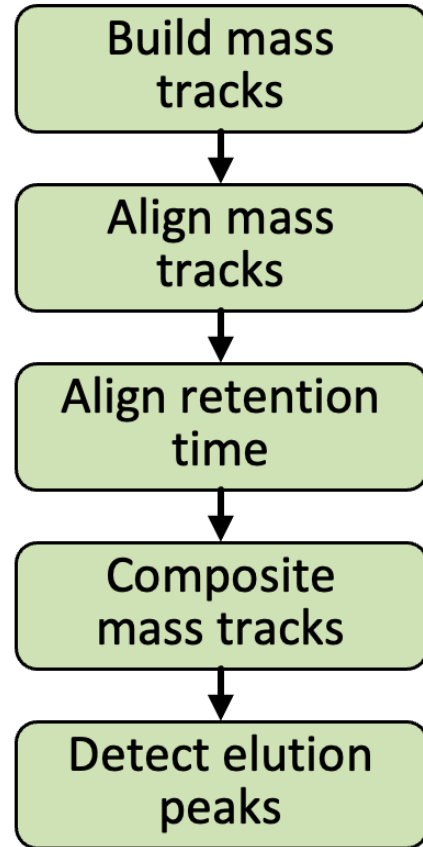 Build mass
tracks
Align mass
tracks
Align retention
time
Composite
mass tracks
Detect elution
peaks